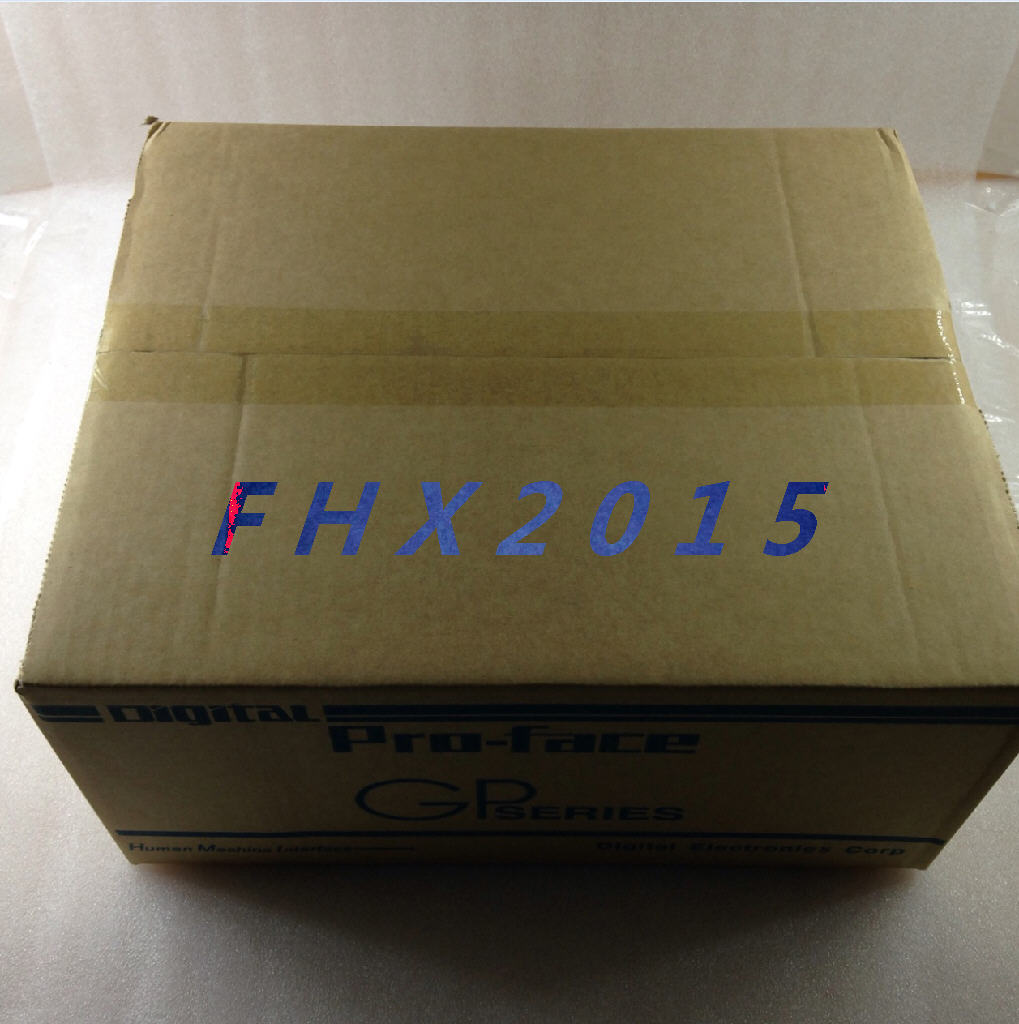 FHX2015
Digital
Pro-face
GP SERIES
Human Machine Interface
Digital Electronics Corp